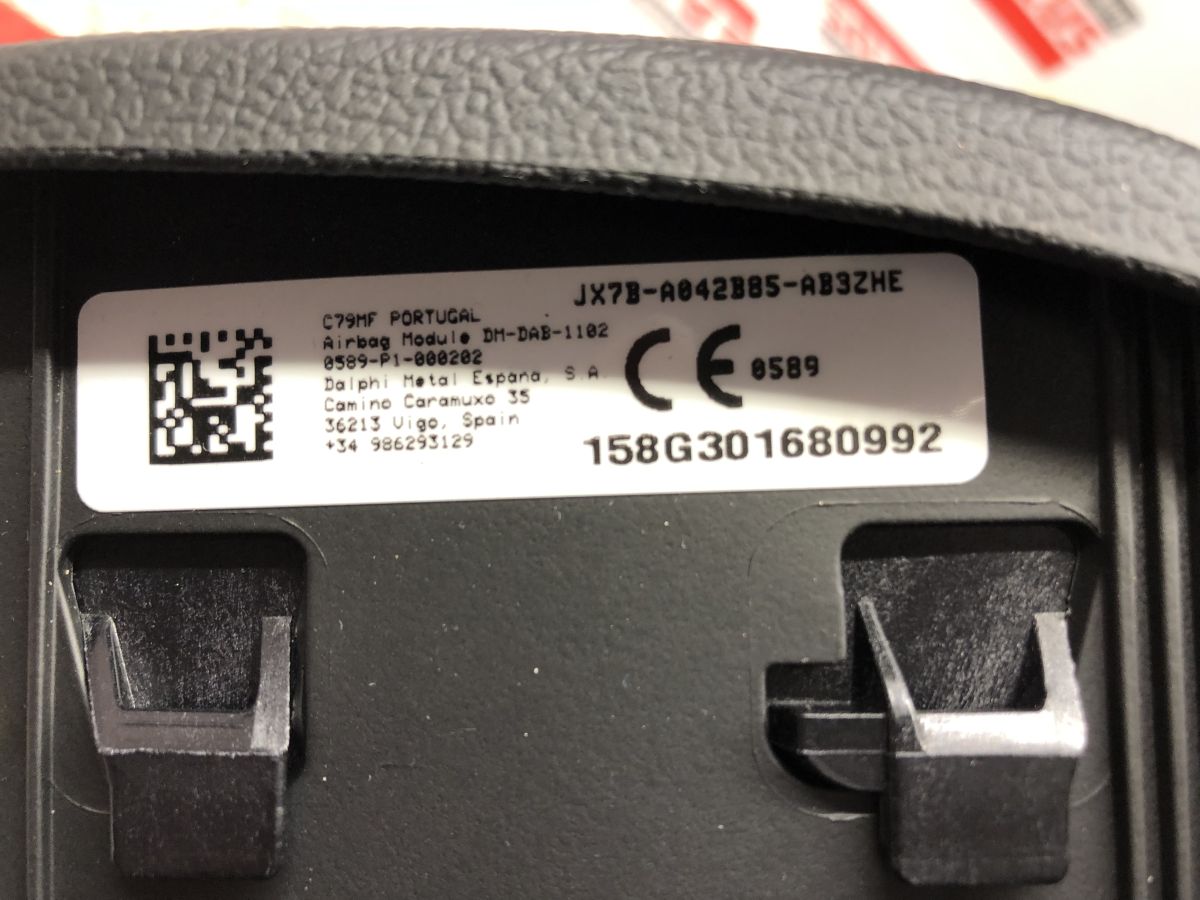 JX7B-A042B85-AB3ZHE
C79MF PORTUGAL
Airbag Module DM-DAB-1102
0589-P1-000202
Dalphi Metal Espana, S.A.
Camino Caramuxo 35
36213 Vigo, Spain
+34 986293129
CE 0589
158G301680992